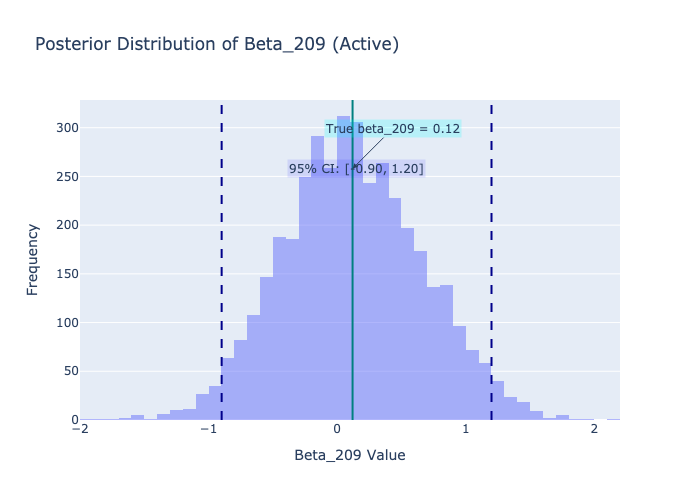 Posterior Distribution of Beta_209 (Active)
300
True beta_209 = 0.12
95% CI: [-0.90, 1.20]
250
200
Frequency
150
100
50
0
−2
−1
0
1
2
Beta_209 Value